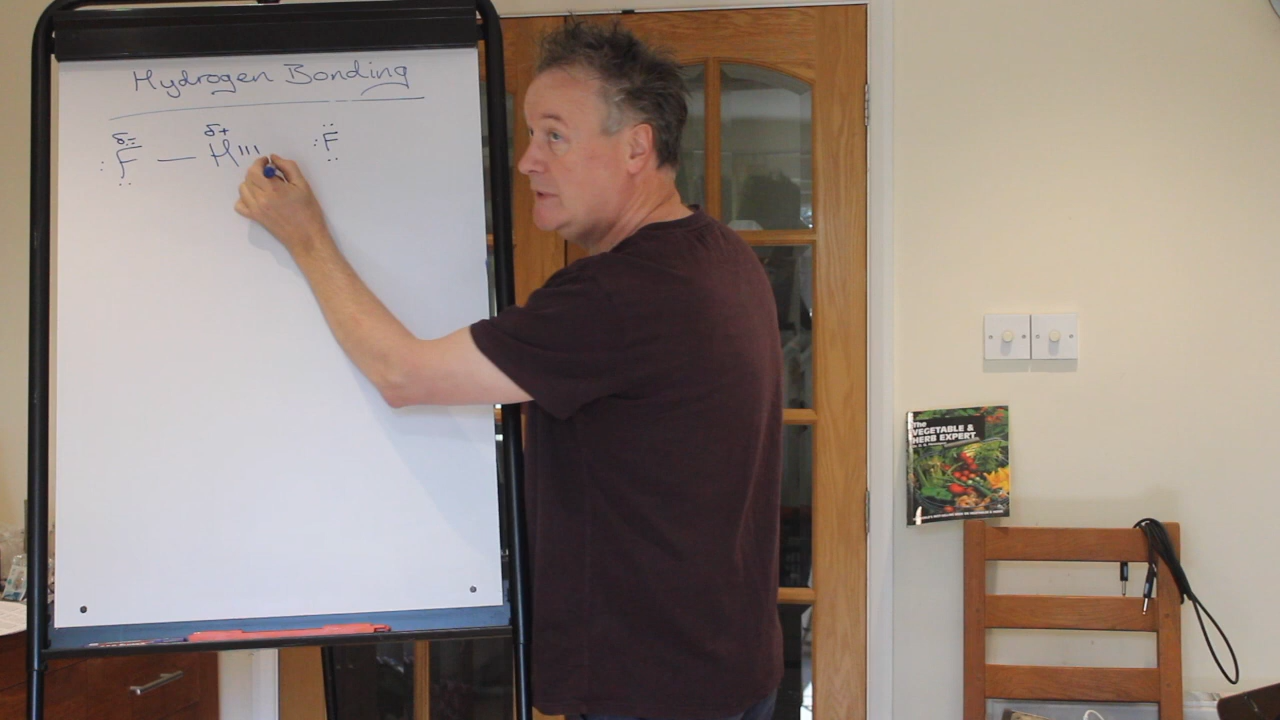 Hydrogen Bonding
δ- δ+
:F̈ — H''' :F̈
The
VEGETABLE &
HERB EXPERT